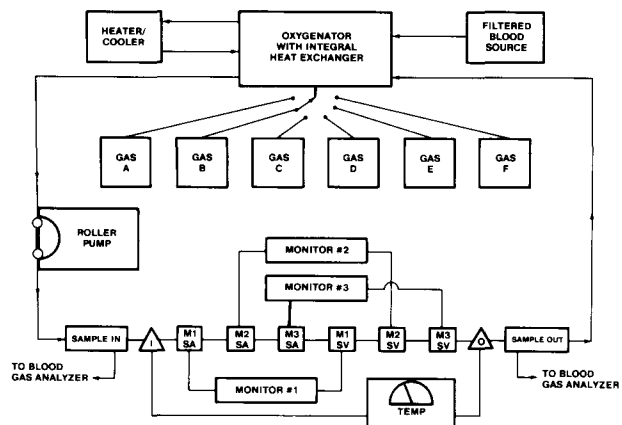 HEATER/
COOLER
OXYGENATOR
WITH INTEGRAL
HEAT EXCHANGER
FILTERED
BLOOD
SOURCE
GAS
A
GAS
B
GAS
C
GAS
D
GAS
E
GAS
F
ROLLER
PUMP
MONITOR #2
MONITOR #3
SAMPLE IN
I
M1
SA
M2
SA
M3
SA
M1
SV
M2
SV
M3
SV
O
SAMPLE OUT
TO BLOOD
GAS ANALYZER
MONITOR #1
TEMP
TO BLOOD
GAS ANALYZER